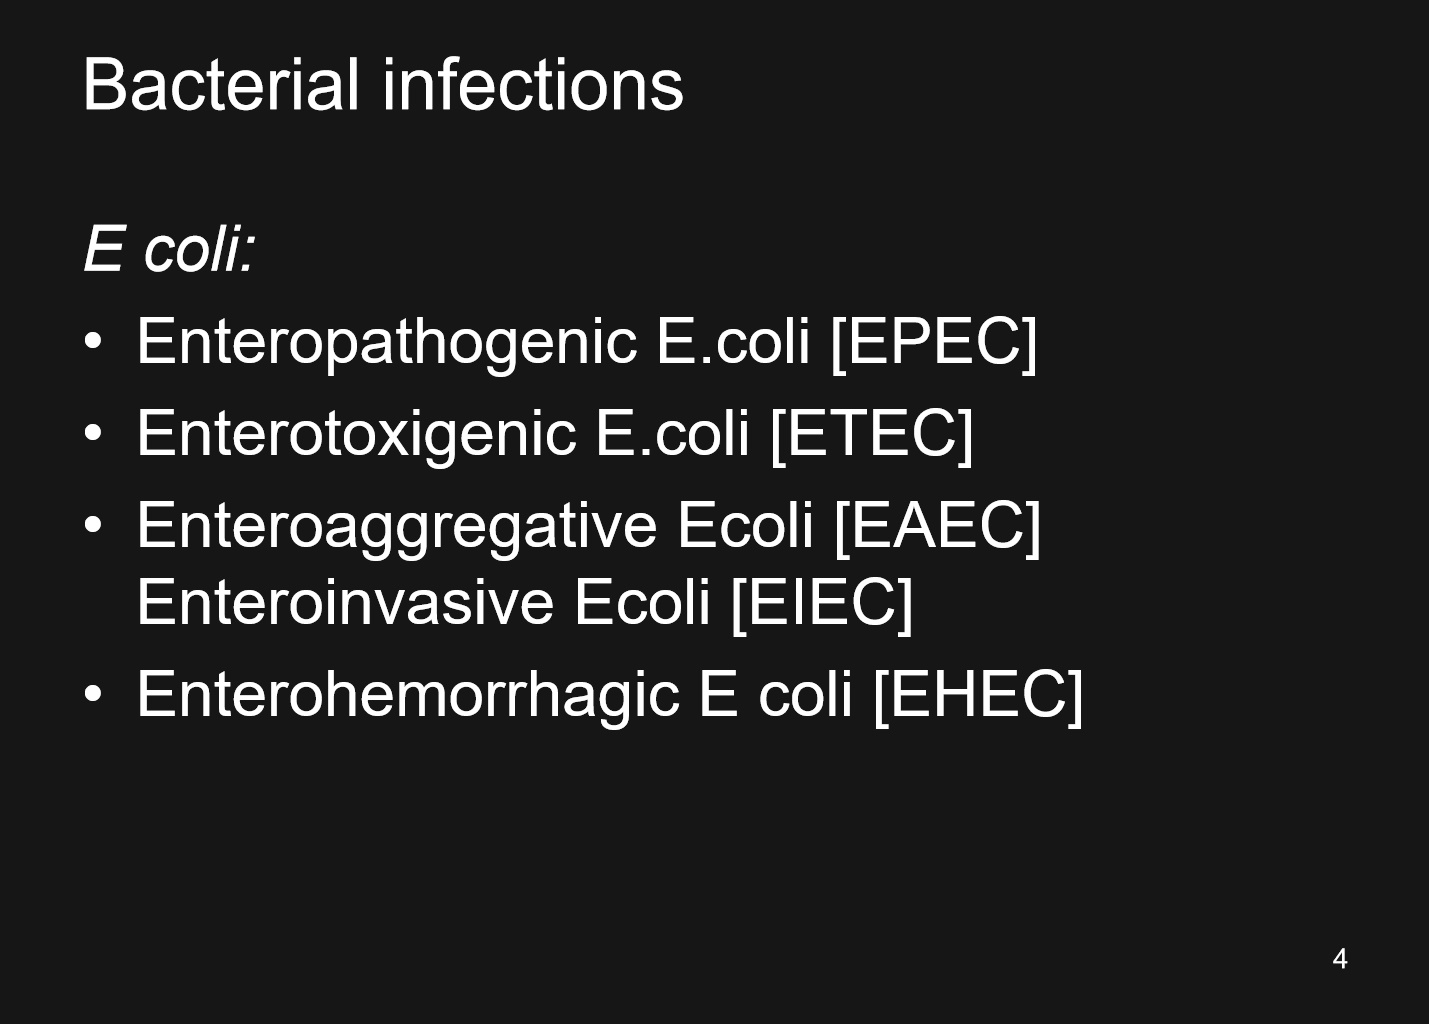 Bacterial infections
E coli:
• Enteropathogenic E.coli [EPEC]
• Enterotoxigenic E.coli [ETEC]
• Enteroaggregative Ecoli [EAEC]
Enteroinvasive Ecoli [EIEC]
• Enterohemorrhagic E coli [EHEC]
4